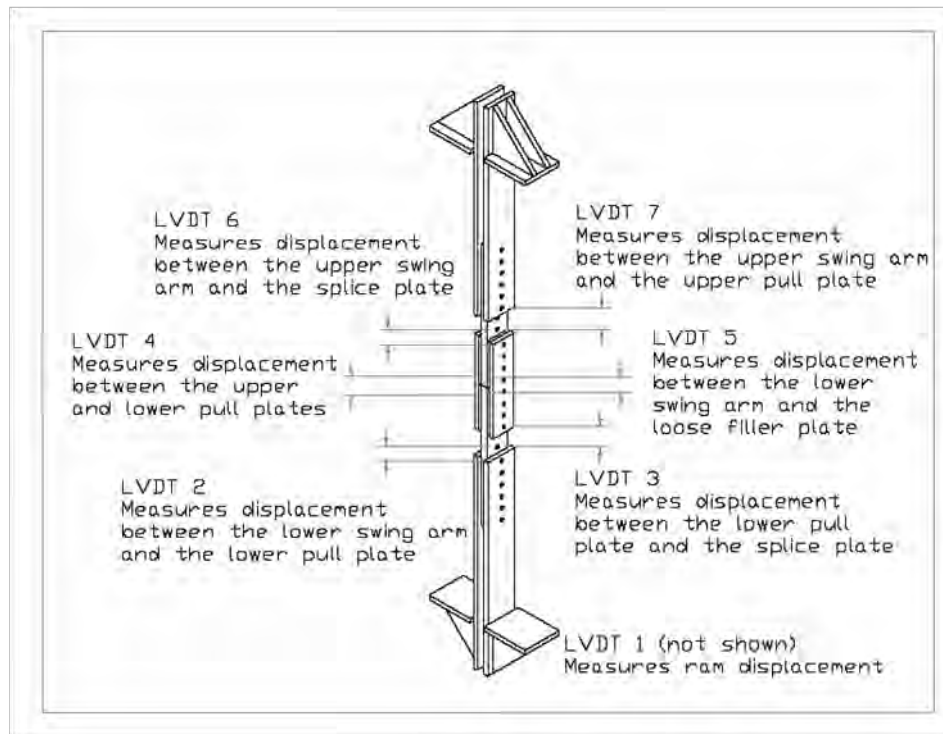 LVDT 6
Measures displacement
between the upper swing
arm and the splice plate
LVDT 7
Measures displacement
between the upper swing arm
and the upper pull plate
LVDT 4
Measures displacement
between the upper
and lower pull plates
LVDT 5
Measures displacement
between the lower
swing arm and the
loose filler plate
LVDT 2
Measures displacement
between the lower swing arm
and the lower pull plate
LVDT 3
Measures displacement
between the lower pull
plate and the splice plate
LVDT 1 (not shown)
Measures ram displacement